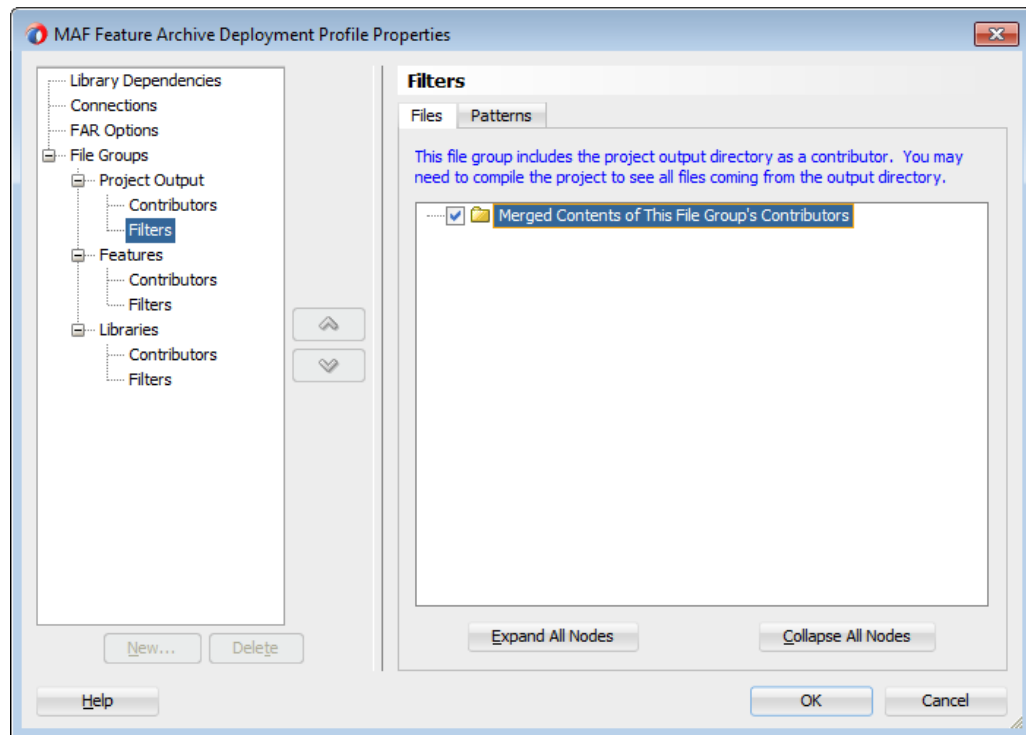 MAF Feature Archive Deployment Profile Properties
Library Dependencies
Connections
FAR Options
File Groups
Project Output
Contributors
Filters
Features
Contributors
Filters
Libraries
Contributors
Filters
New...
Delete
Filters
Files
Patterns
This file group includes the project output directory as a contributor. You may
need to compile the project to see all files coming from the output directory.
Merged Contents of This File Group's Contributors
Expand All Nodes
Collapse All Nodes
Help
OK
Cancel